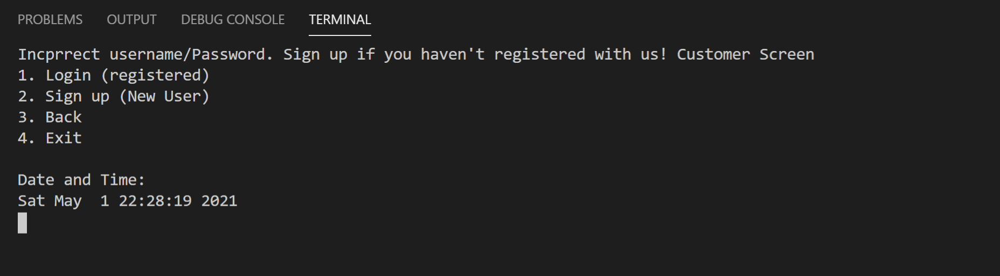 PROBLEMS OUTPUT DEBUG CONSOLE TERMINAL
Incprrect username/Password. Sign up if you haven't registered with us! Customer Screen
1. Login (registered)
2. Sign up (New User)
3. Back
4. Exit
Date and Time:
Sat May  1 22:28:19 2021